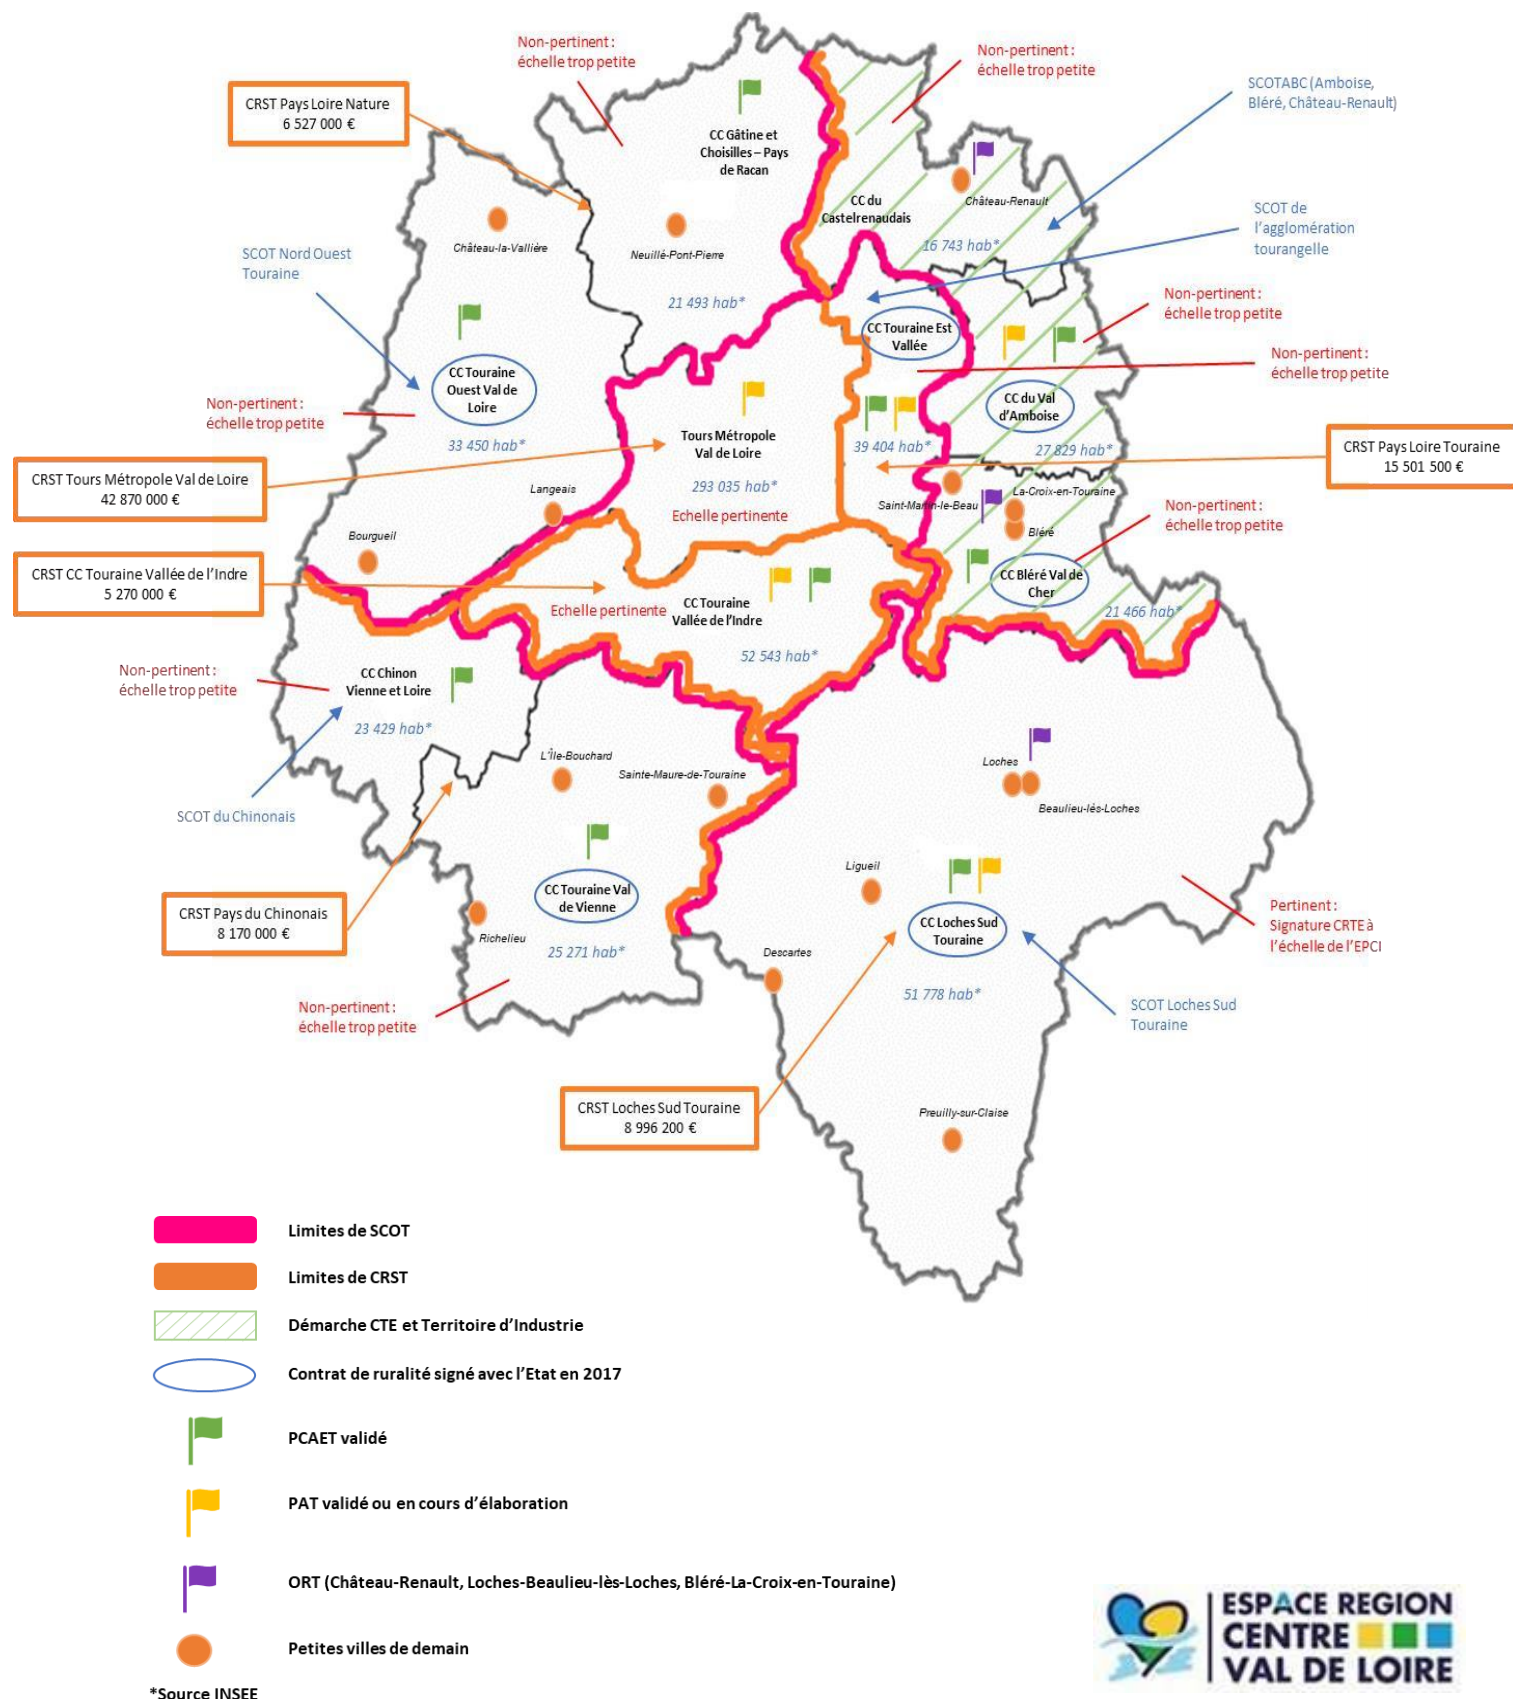 Non-pertinent :
échelle trop petite
Non-pertinent :
échelle trop petite
SCOTABC (Amboise,
Bléré, Château-Renault)
CRST Pays Loire Nature
6 527 000 €
CC Gâtine et
Choisilles – Pays
de Racan
Château-Renault
CC du
Castelrenaudais
16 743 hab*
SCOT de
l'agglomération
tourangelle
Château-la-Vallière
Neuillé-Pont-Pierre
SCOT Nord Ouest
Touraine
21 493 hab*
Non-pertinent :
échelle trop petite
CC Touraine Est
Vallée
Non-pertinent :
échelle trop petite
CC Touraine
Ouest Val de
Loire
CC du Val
d'Amboise
Non-pertinent :
échelle trop petite
33 450 hab*
Tours Métropole
Val de Loire
39 404 hab*
27 829 hab*
CRST Pays Loire Touraine
15 501 500 €
CRST Tours Métropole Val de Loire
42 870 000 €
293 035 hab*
Langeais
Echelle pertinente
Saint-Martin-le-Beau
La-Croix-en-Touraine
Bléré
Non-pertinent :
échelle trop petite
Bourgueil
CRST CC Touraine Vallée de l'Indre
5 270 000 €
Echelle pertinente
CC Touraine
Vallée de l'Indre
CC Bléré Val de
Cher
21 466 hab*
52 543 hab*
Non-pertinent :
échelle trop petite
CC Chinon
Vienne et Loire
23 429 hab*
L'Île-Bouchard
Sainte-Maure-de-Touraine
Loches
Beaulieu-lés-Loches
SCOT du Chinonais
Ligueil
CC Touraine Val
de Vienne
CRST Pays du Chinonais
8 170 000 €
Richelieu
25 271 hab*
CC Loches Sud
Touraine
Pertinent :
Signature CRTE à
l'échelle de l'EPCI
Descartes
51 778 hab*
Non-pertinent :
échelle trop petite
SCOT Loches Sud
Touraine
CRST Loches Sud Touraine
8 996 200 €
Preuilly-sur-Claise
Limites de SCOT
Limites de CRST
Démarche CTE et Territoire d'Industrie
Contrat de ruralité signé avec l'Etat en 2017
PCAET validé
PAT validé ou en cours d'élaboration
ORT (Château-Renault, Loches-Beaulieu-lès-Loches, Bléré-La-Croix-en-Touraine)
Petites villes de demain
*Source INSEE
ESPACE REGION
CENTRE
VAL DE LOIRE